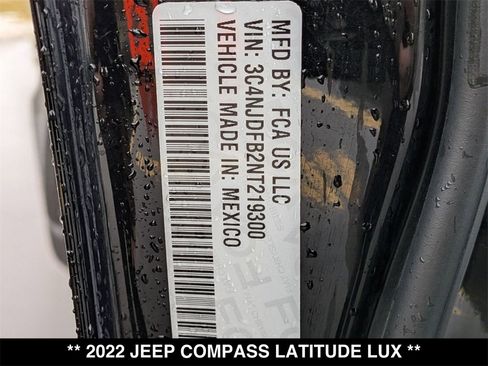 MFD BY: FCA US LLC
VIN: 3C4NJDFB2NT219300
VEHICLE MADE IN: MEXICO
** 2022 JEEP COMPASS LATITUDE LUX **